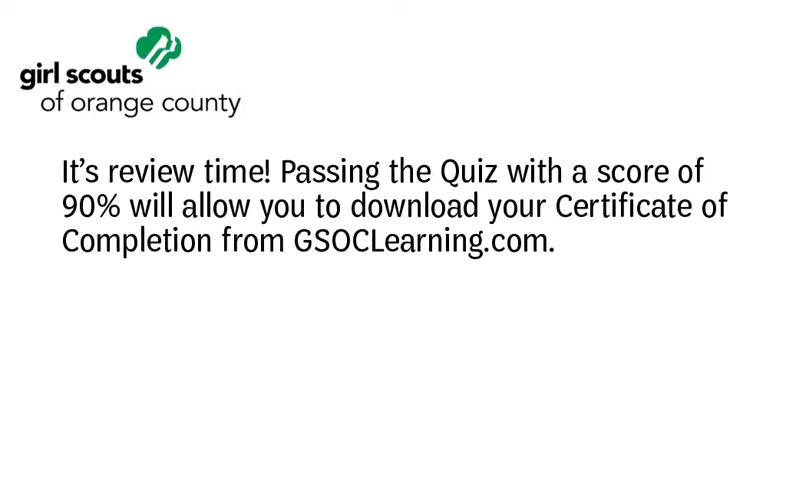 girl scouts
of orange county
It's review time! Passing the Quiz with a score of
90% will allow you to download your Certificate of
Completion from GSOCLearning.com.